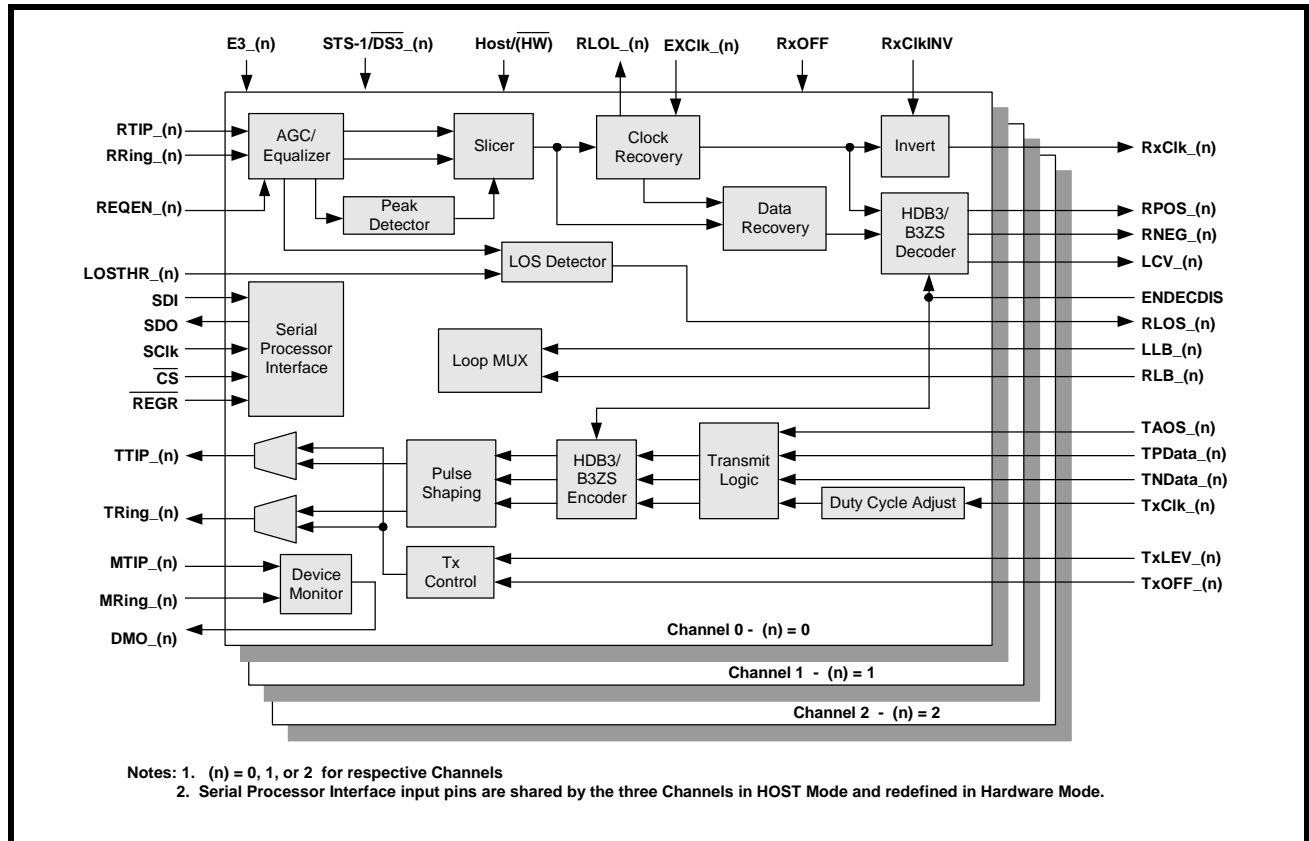 E3_(n)
STS-1/DS3_(n)
Host/(HW)
RLOL_(n)
EXClk_(n)
RxOFF
RxClkINV
RTIP_(n)
RRing_(n)
REQEN_(n)
LOSTHR_(n)
SDI
SDO
SClk
CS
REGR
TTIP_(n)
TRing_(n)
MTIP_(n)
MRing_(n)
DMO_(n)
AGC/
Equalizer
Peak
Detector
Slicer
LOS Detector
Clock
Recovery
Data
Recovery
Invert
HDB3/
B3ZS
Decoder
Serial
Processor
Interface
Loop MUX
Pulse
Shaping
HDB3/
B3ZS
Encoder
Transmit
Logic
Duty Cycle Adjust
Tx
Control
Device
Monitor
RxClk_(n)
RPOS_(n)
RNEG_(n)
LCV_(n)
ENDECDIS
RLOS_(n)
LLB_(n)
RLB_(n)
TAOS_(n)
TPData_(n)
TNData_(n)
TxClk_(n)
TxLEV_(n)
TxOFF_(n)
Channel 0 - (n) = 0
Channel 1 - (n) = 1
Channel 2 - (n) = 2
Notes: 1. (n) = 0, 1, or 2 for respective Channels
2. Serial Processor Interface input pins are shared by the three Channels in HOST Mode and redefined in Hardware Mode.